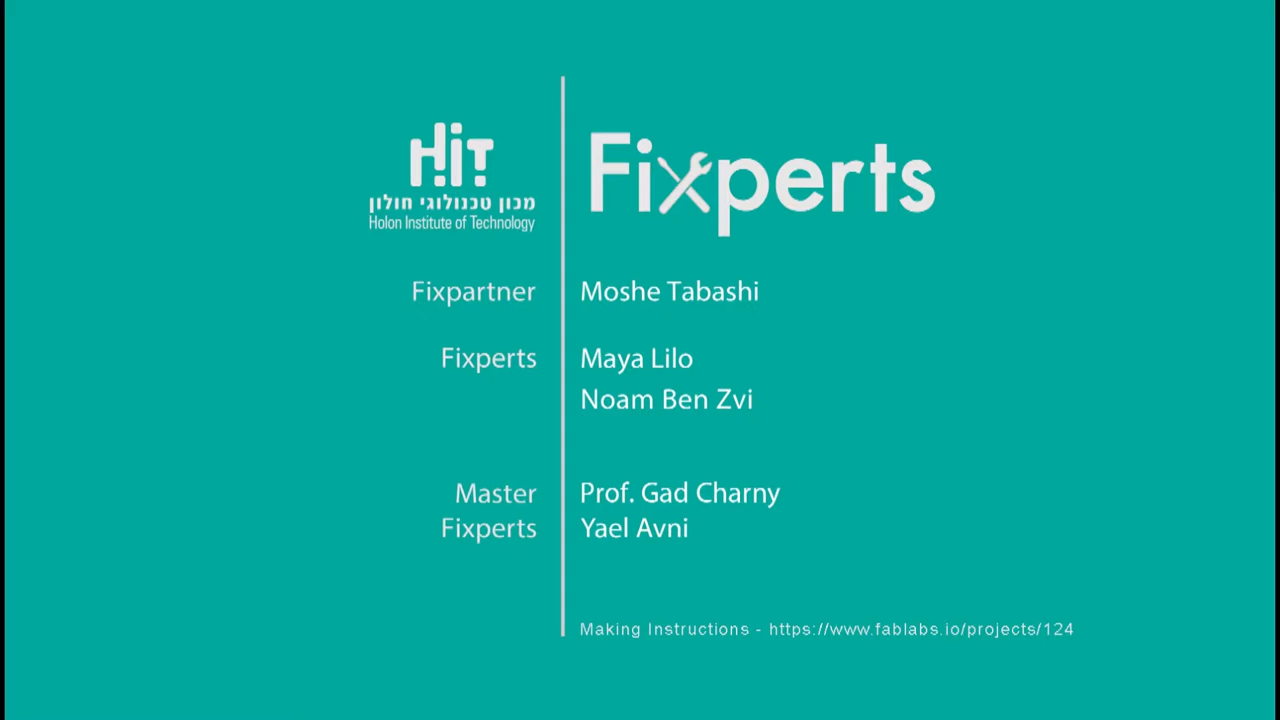 HiT
מכון טכנולוגי חולון
Holon Institute of Technology
Fixperts
Fixpartner Moshe Tabashi
Fixperts Maya Lilo
Noam Ben Zvi
Master Prof. Gad Charny
Fixperts Yael Avni
Making Instructions - https://www.fablabs.io/projects/124